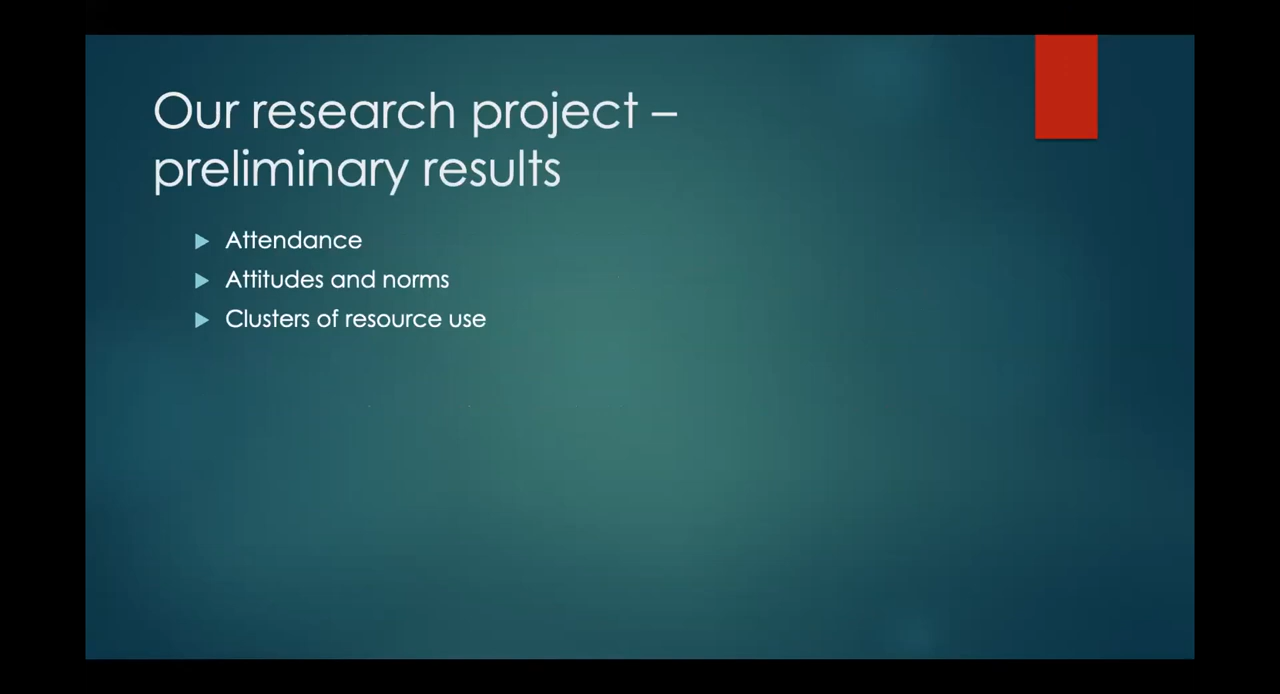 Our research project –
preliminary results
Attendance
Attitudes and norms
Clusters of resource use